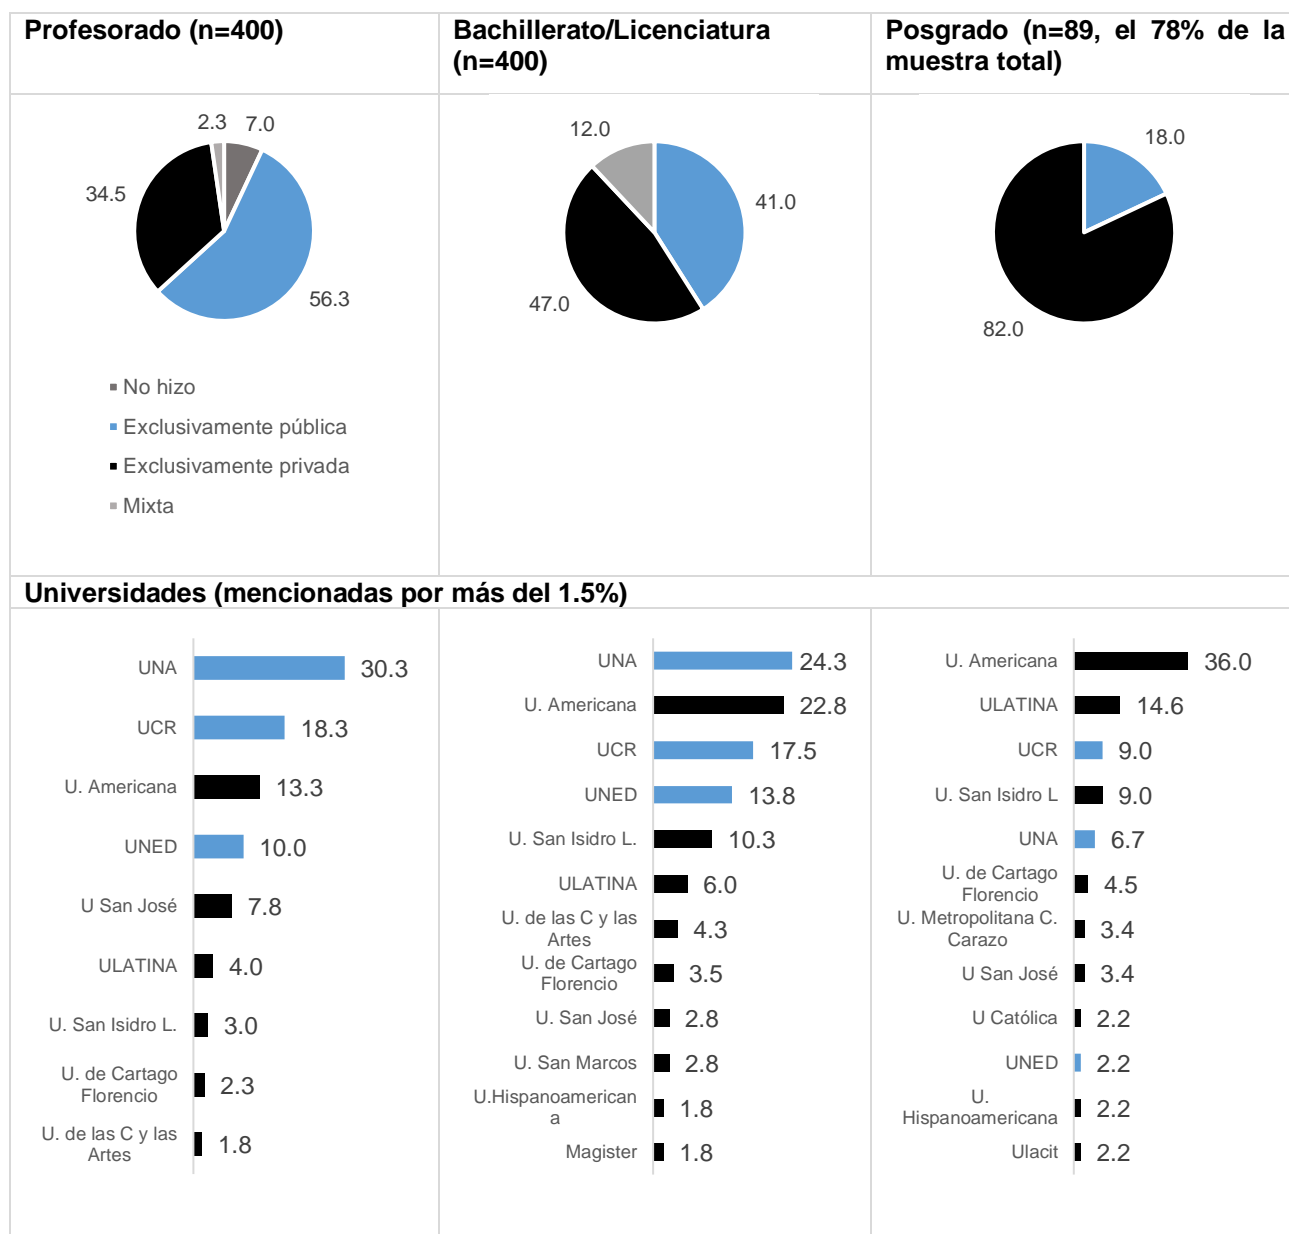 Profesorado (n=400)
Bachillerato/Licenciatura
(n=400)
Posgrado (n=89, el 78% de la
muestra total)
2.3
7.0
34.5
56.3
No hizo
Exclusivamente pública
Exclusivamente privada
Mixta
12.0
41.0
47.0
18.0
82.0
Universidades (mencionadas por más del 1.5%)
UNA 30.3
UCR 18.3
U. Americana 13.3
UNED 10.0
U San José 7.8
ULATINA 4.0
U. San Isidro L. 3.0
U. de Cartago
Florencio 2.3
U. de las C y las
Artes 1.8
UNA 24.3
U. Americana 22.8
UCR 17.5
UNED 13.8
U. San Isidro L. 10.3
ULATINA 6.0
U. de las C y las
Artes 4.3
U. de Cartago
Florencio 3.5
U. San José 2.8
U. San Marcos 2.8
U.Hispanoamerican
a 1.8
Magister 1.8
U. Americana 36.0
ULATINA 14.6
UCR 9.0
U. San Isidro L 9.0
UNA 6.7
U. de Cartago
Florencio 4.5
U. Metropolitana C.
Carazo 3.4
U San José 3.4
U Católica 2.2
UNED 2.2
U.
Hispanoamericana 2.2
Ulacit 2.2